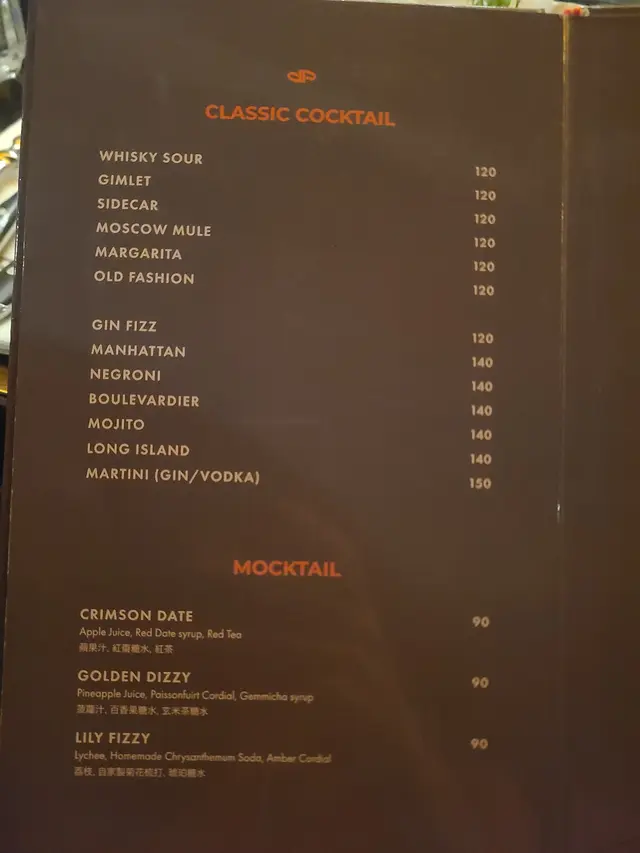 CLASSIC COCKTAIL
WHISKY SOUR 120
GIMLET 120
SIDECAR 120
MOSCOW MULE 120
MARGARITA 120
OLD FASHION 120
GIN FIZZ 120
MANHATTAN 140
NEGRONI 140
BOULEVARDIER 140
MOJITO 140
LONG ISLAND 140
MARTINI (GIN/VODKA) 150
MOCKTAIL
CRIMSON DATE 90
Apple Juice, Red Date syrup, Red Tea
蘋果汁, 紅棗糖水, 紅茶
GOLDEN DIZZY 90
Pineapple Juice, Paissonfuirt Cordial, Gemmicha syrup
菠蘿汁, 百香果糖水, 玄米茶糖水
LILY FIZZY 90
Lychee, Homemade Chrysanthemum Soda, Amber Cordial
荔枝, 自家製菊花梳打, 琥珀糖水